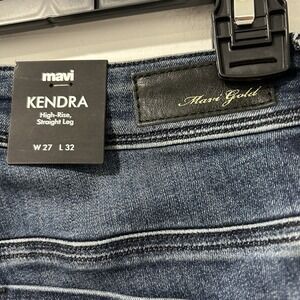 mavi
KENDRA
High-Rise,
Straight Leg
W 27 L 32
Mavi Gold